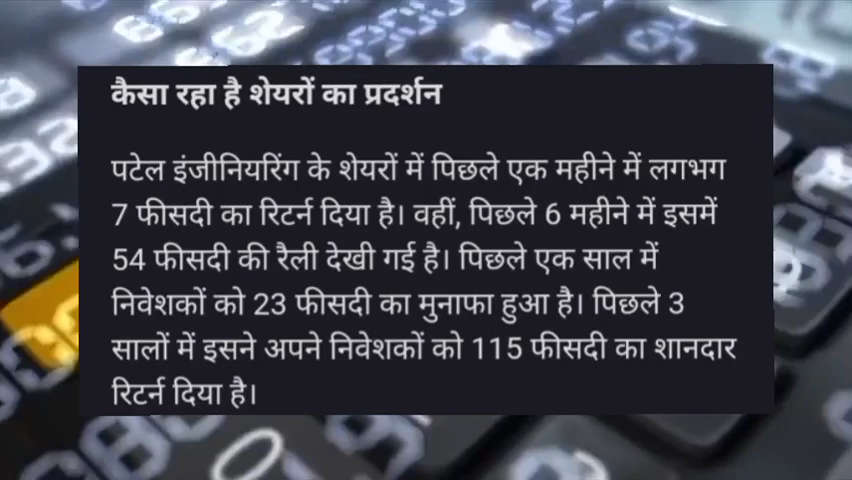 कैसा रहा है शेयरों का प्रदर्शन
पटेल इंजीनियरिंग के शेयरों में पिछले एक महीने में लगभग
7 फीसदी का रिटर्न दिया है। वहीं, पिछले 6 महीने में इसमें
54 फीसदी की रैली देखी गई है। पिछले एक साल में
निवेशकों को 23 फीसदी का मुनाफा हुआ है। पिछले 3
सालों में इसने अपने निवेशकों को 115 फीसदी का शानदार
रिटर्न दिया है।